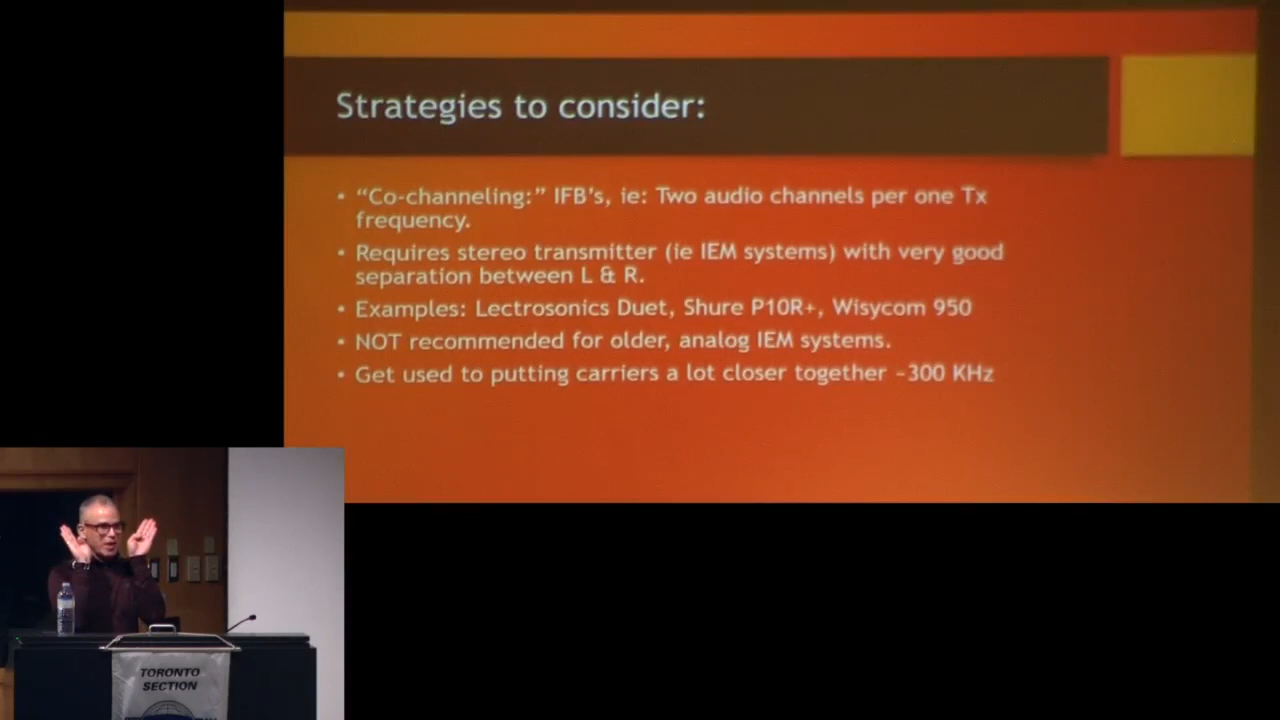 Strategies to consider:
• “Co-channeling:” IFB’s, ie: Two audio channels per one Tx
frequency.
• Requires stereo transmitter (ie IEM systems) with very good
separation between L & R.
• Examples: Lectrosonics Duet, Shure P10R+, Wisycom 950
• NOT recommended for older, analog IEM systems.
• Get used to putting carriers a lot closer together ~300 KHz
TORONTO
SECTION